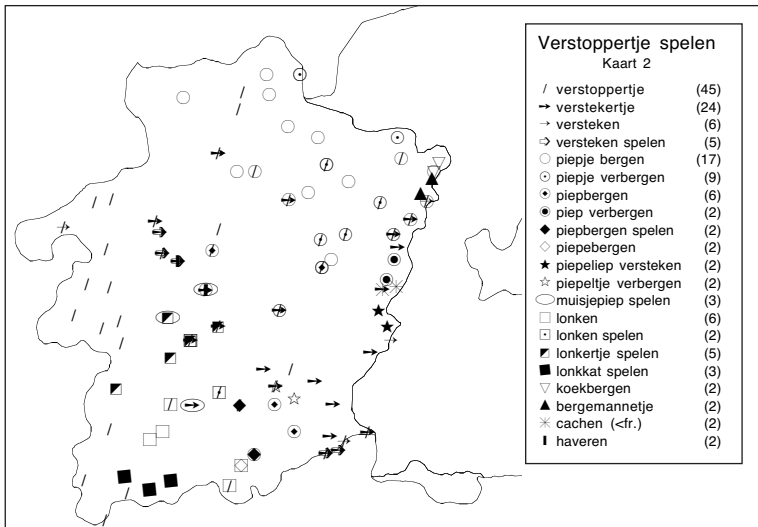 Verstoppertje spelen
Kaart 2
verstoppertje (45)
verstekertje (24)
versteken (6)
versteken spelen (5)
piepje bergen (17)
piepje verbergen (9)
piepbergen (6)
piep verbergen (2)
piepbergen spelen (2)
piepebergen (2)
piepeliep versteken (2)
piepeltje verbergen (2)
muisjepiep spelen (3)
lonken (6)
lonken spelen (2)
lonkertje spelen (5)
lonkkat spelen (3)
koekbergen (2)
bergemannetje (2)
cachen (<fr.) (2)
haveren (2)